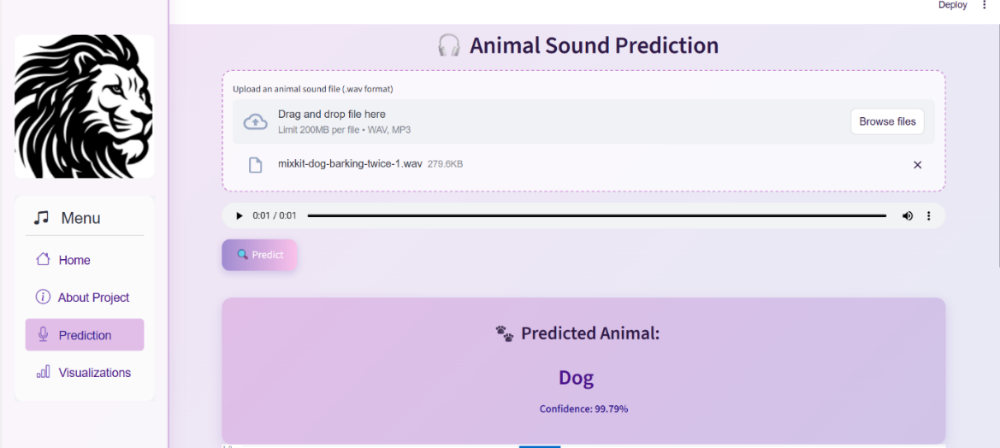 Deploy
Animal Sound Prediction
Upload an animal sound file (.wav format)
Drag and drop file here
Limit 200MB per file • WAV, MP3
Browse files
mixkit-dog-barking-twice-1.wav 279.6KB
0:01 / 0:01
Predict
Menu
Home
About Project
Prediction
Visualizations
Predicted Animal:
Dog
Confidence: 99.79%